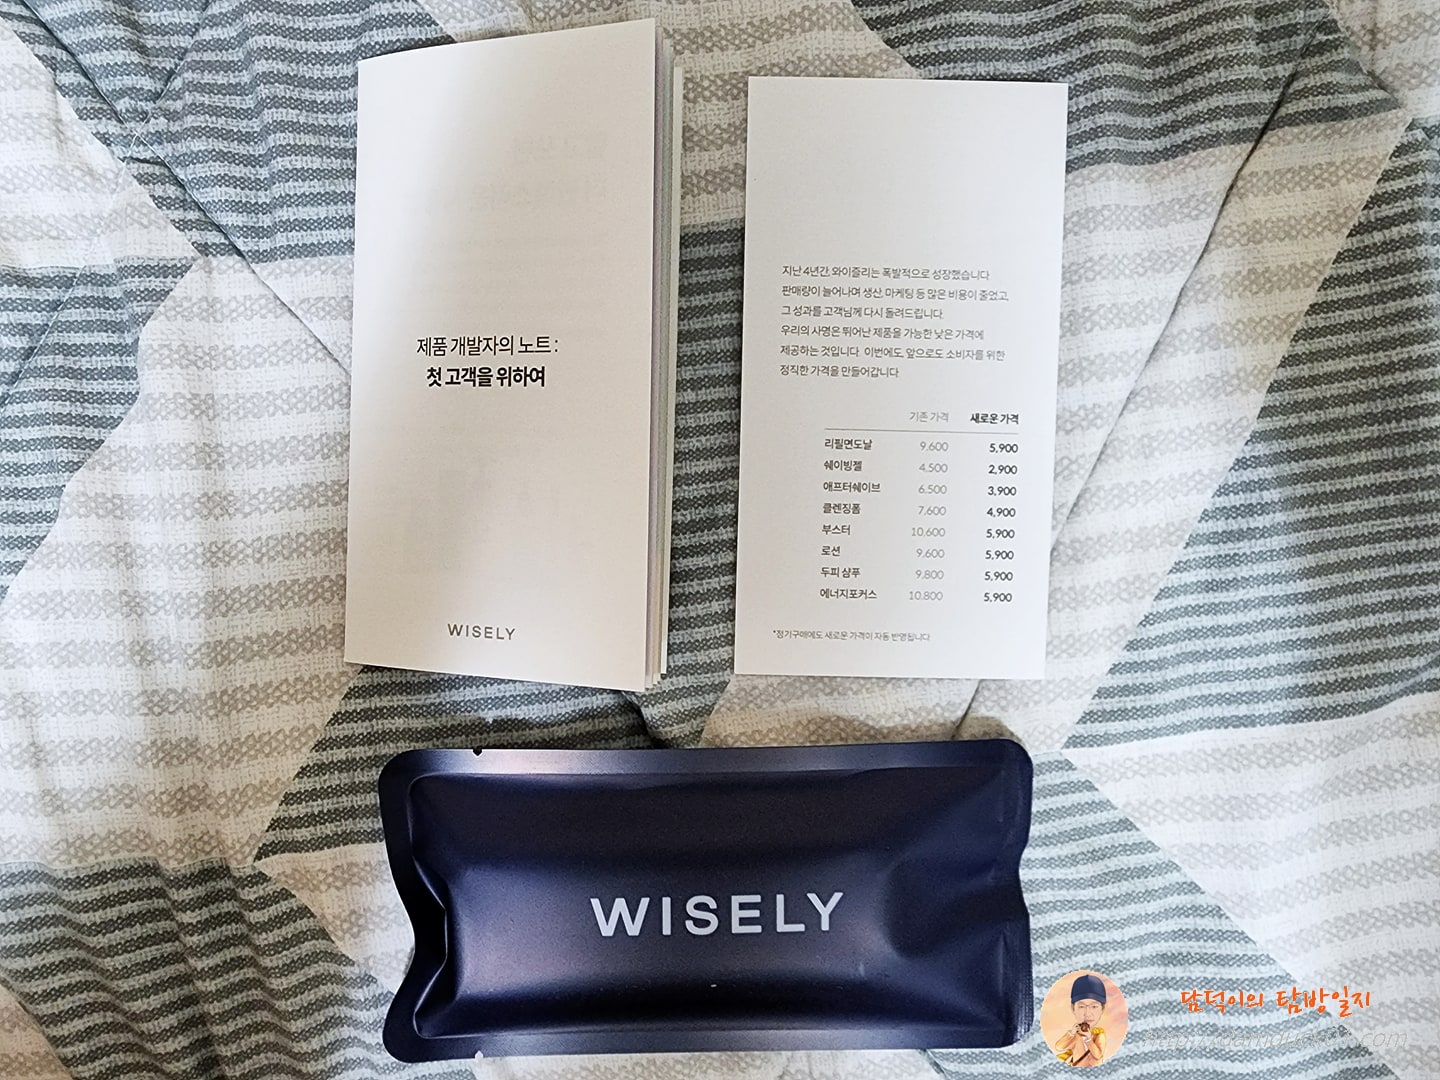 제품 개발자의 노트 :
첫 고객을 위하여
WISELY
지난 4년간, 와이즐리는 폭발적으로 성장했습니다
판매량이 늘어나며 생산, 마케팅 등 많은 비용이 줄었고,
그 성과를 고객님께 다시 돌려드립니다.
우리의 사명은 뛰어난 제품을 가능한 낮은 가격에
제공하는 것입니다. 이번에도, 앞으로도 소비자를 위한
정직한 가격을 만들어갑니다.
기존 가격 새로운 가격
리필면도날 9,600 5,900
쉐이빙젤 4,500 2,900
애프터쉐이브 6,500 3,900
클렌징폼 7,600 4,900
부스터 10,600 5,900
로션 9,600 5,900
두피 샴푸 9,800 5,900
에너지포커스 10,800 5,900
*정기구매에도 새로운 가격이 자동 반영됩니다.
WISELY
담덕이의 탐방일지